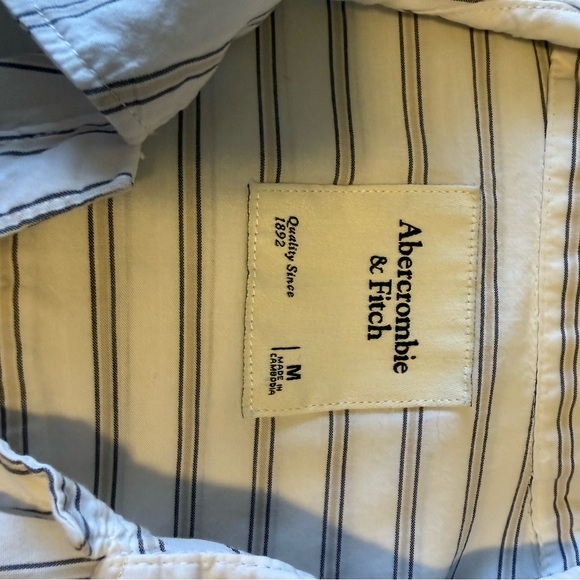 Abercrombie
& Fitch
Quality Since
1892
M
MADE IN
CAMBODIA